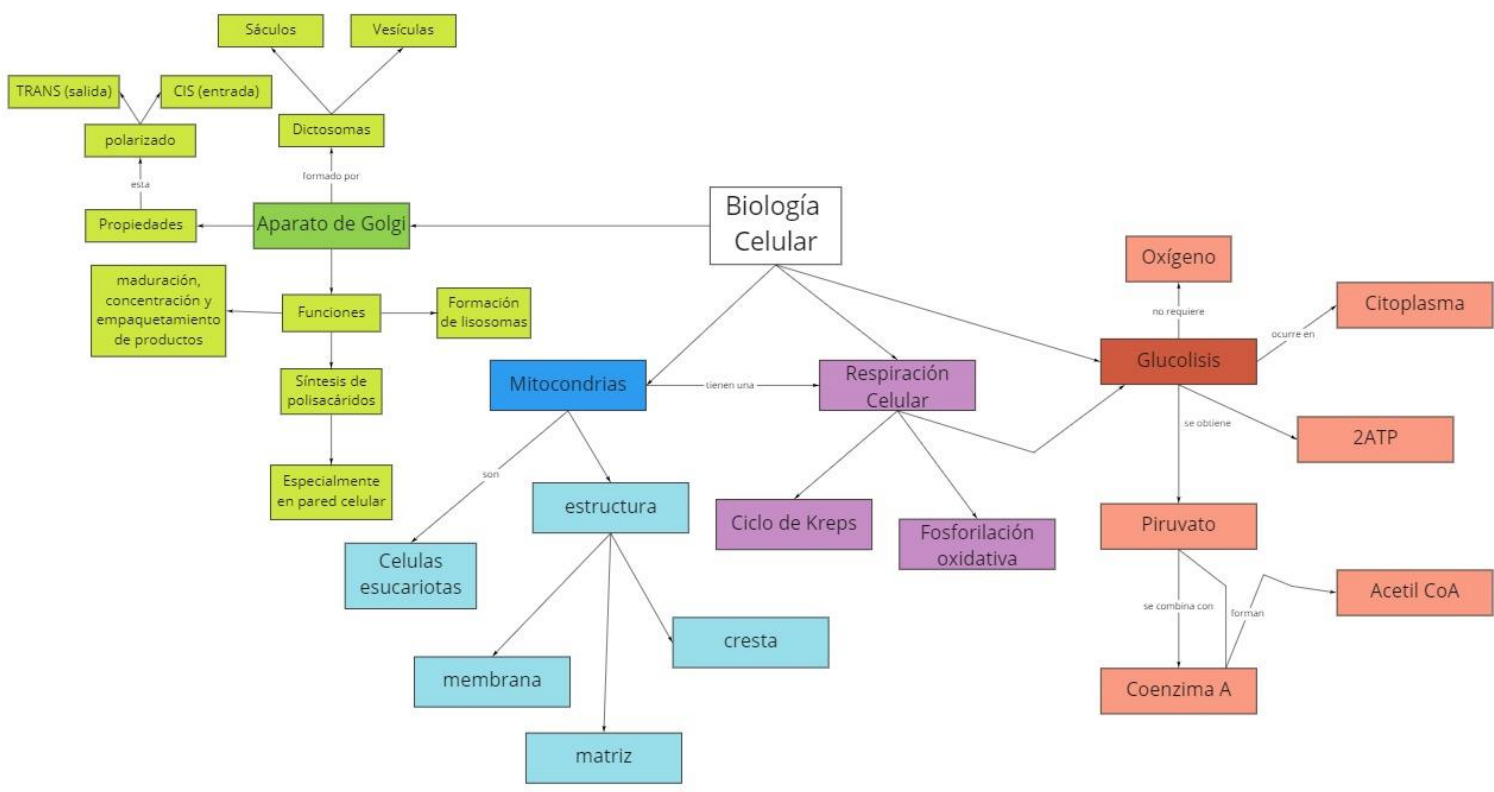 Sáculos
Vesículas
TRANS (salida)
CIS (entrada)
Dictosomas
polarizado
formado por
esta
Biología
Celular
Propiedades
Aparato de Golgi
Oxígeno
maduración,
concentración y
empaquetamiento
de productos
Funciones
Formación
de lisosomas
no requiere
Citoplasma
ocurre en
Glucolisis
Síntesis de
polisacáridos
Mitocondrias
tienen una
Respiración
Celular
se obtiene
2ATP
Especialmente
en pared celular
son
estructura
Ciclo de Kreps
Fosforilación
oxidativa
Piruvato
Celulas
esucariotas
Acetil CoA
se combina con
forman
cresta
membrana
Coenzima A
matriz